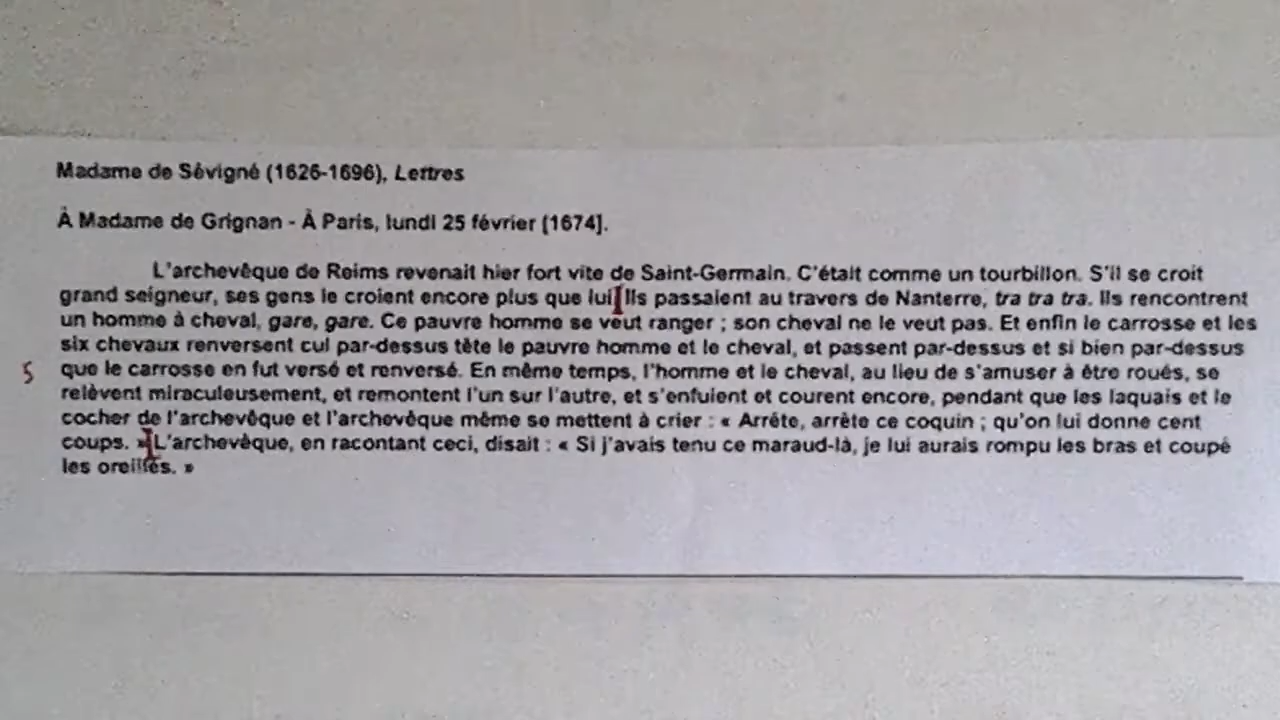 Madame de Sévigné (1626-1696), Lettres
À Madame de Grignan - À Paris, lundi 25 février [1674].
L'archevêque de Reims revenait hier fort vite de Saint-Germain. C'était comme un tourbillon. S'il se croit
grand seigneur, ses gens le croient encore plus que lui. Ils passaient au travers de Nanterre, tra tra tra. Ils rencontrent
un homme à cheval, gare, gare. Ce pauvre homme se veut ranger ; son cheval ne le veut pas. Et enfin le carrosse et les
six chevaux renversent cul par-dessus tête le pauvre homme et le cheval, et passent par-dessus et si bien par-dessus
5 que le carrosse en fut versé et renversé. En même temps, l'homme et le cheval, au lieu de s'amuser à être roués, se
relèvent miraculeusement, et remontent l'un sur l'autre, et s'enfuient et courent encore, pendant que les laquais et le
cocher de l'archevêque et l'archevêque même se mettent à crier : « Arrête, arrête ce coquin ; qu'on lui donne cent
coups. » L'archevêque, en racontant ceci, disait : « Si j'avais tenu ce maraud-là, je lui aurais rompu les bras et coupé
les oreilles. »